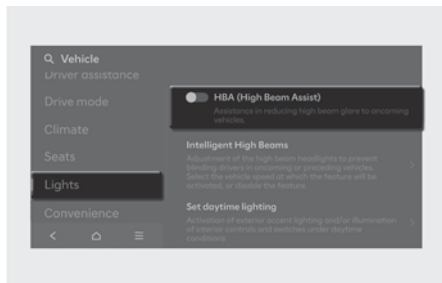 Vehicle
Driver assistance
Drive mode
Climate
Seats
Lights
Convenience
HBA (High Beam Assist)
Assistance in reducing high beam glare to oncoming
vehicles.
Intelligent High Beams
Adjustment of the high beam headlights to prevent
blinding drivers in oncoming or preceding vehicles.
Select the vehicle speed at which the feature will be
activated, or disable the feature.
Set daytime lighting
Activation of exterior accent lighting and/or illumination
of interior controls and switches under daytime
conditions.